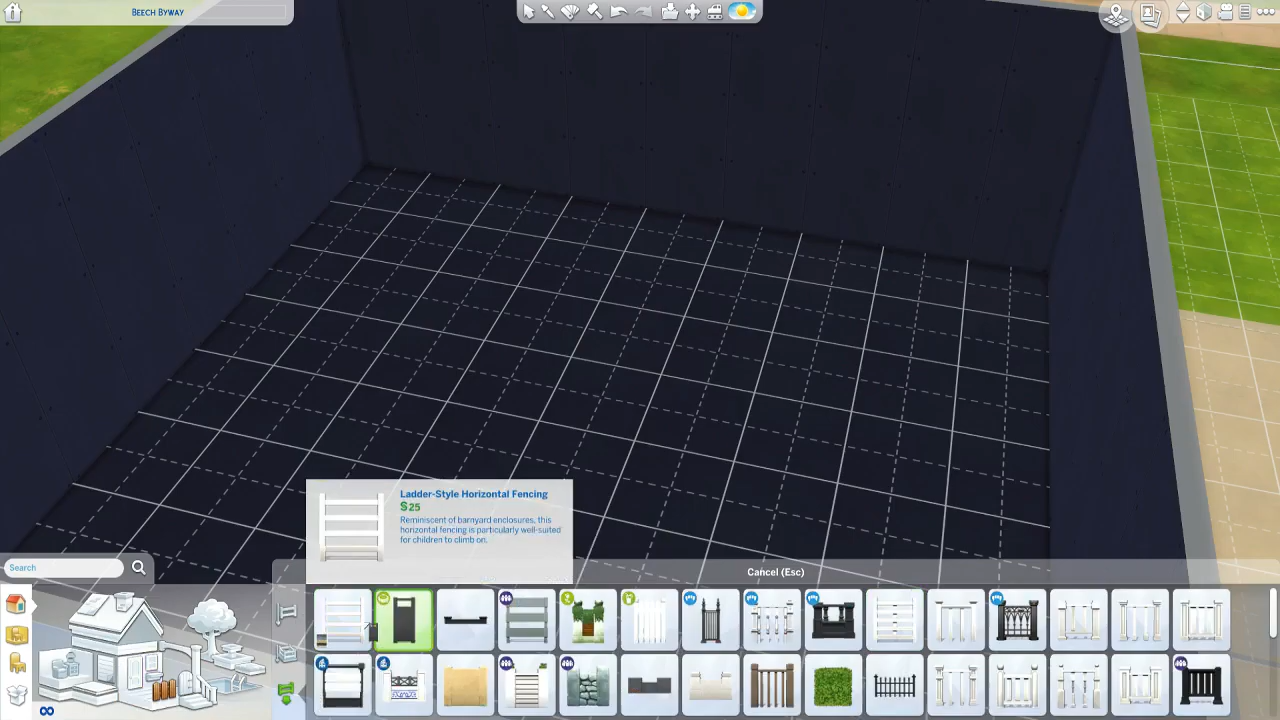 Beech Byway
Ladder-Style Horizontal Fencing
$25
Reminiscent of barnyard enclosures, this
horizontal fencing is particularly well-suited
for children to climb on.
Search
Cancel (Esc)